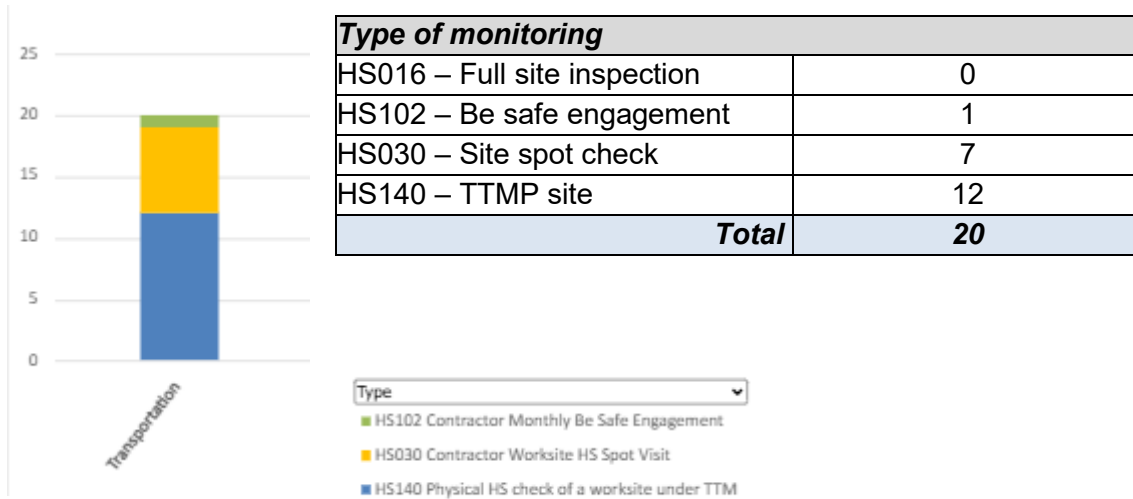 25
20
15
10
5
0
Transportation
Type of monitoring
HS016 – Full site inspection 0
HS102 – Be safe engagement 1
HS030 – Site spot check 7
HS140 – TTMP site 12
Total 20
Type
HS102 Contractor Monthly Be Safe Engagement
HS030 Contractor Worksite HS Spot Visit
HS140 Physical HS check of a worksite under TTM